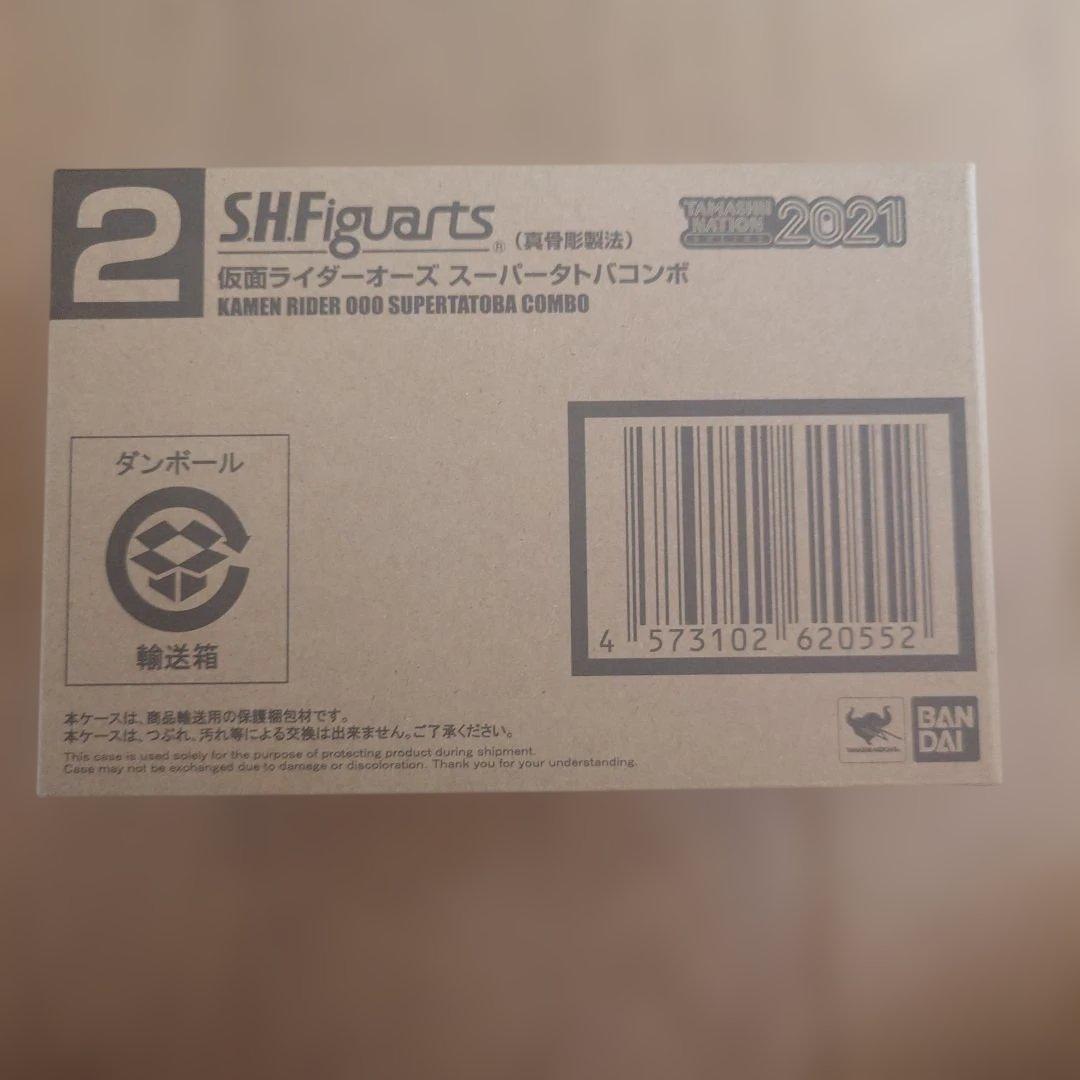 2
S.H.Figuarts® (真骨彫製法)
TAMASHII NATION ONLINE 2021
仮面ライダーオーズ スーパータトバコンボ
KAMEN RIDER OOO SUPERTATOBA COMBO
ダンボール
輸送箱
4 573102 620552
本ケースは、商品輸送用の保護梱包材です。
本ケースは、つぶれ、汚れ等による交換は出来ません。ご了承ください。
This case is used solely for the purpose of protecting product during shipment.
Case may not be exchanged due to damage or discoloration. Thank you for your understanding.
TAMASHII NATIONS
BAN
DAI